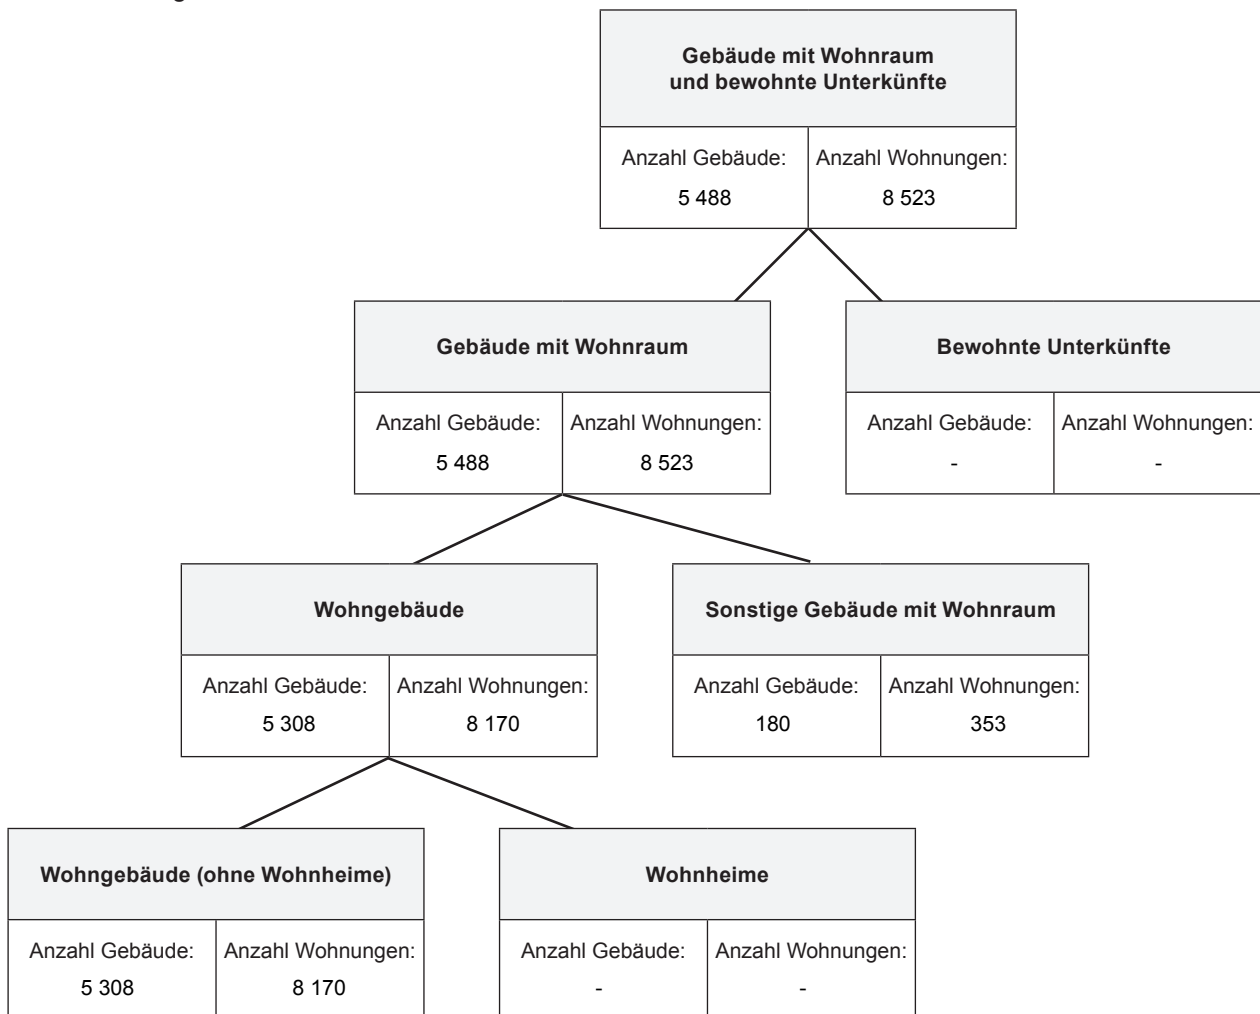 Gebäude mit Wohnraum
und bewohnte Unterkünfte
Anzahl Gebäude: Anzahl Wohnungen:
5 488 8 523
Gebäude mit Wohnraum Bewohnte Unterkünfte
Anzahl Gebäude: Anzahl Wohnungen: Anzahl Gebäude: Anzahl Wohnungen:
5 488 8 523 - -
Wohngebäude Sonstige Gebäude mit Wohnraum
Anzahl Gebäude: Anzahl Wohnungen: Anzahl Gebäude: Anzahl Wohnungen:
5 308 8 170 180 353
Wohngebäude (ohne Wohnheime) Wohnheime
Anzahl Gebäude: Anzahl Wohnungen: Anzahl Gebäude: Anzahl Wohnungen:
5 308 8 170 - -